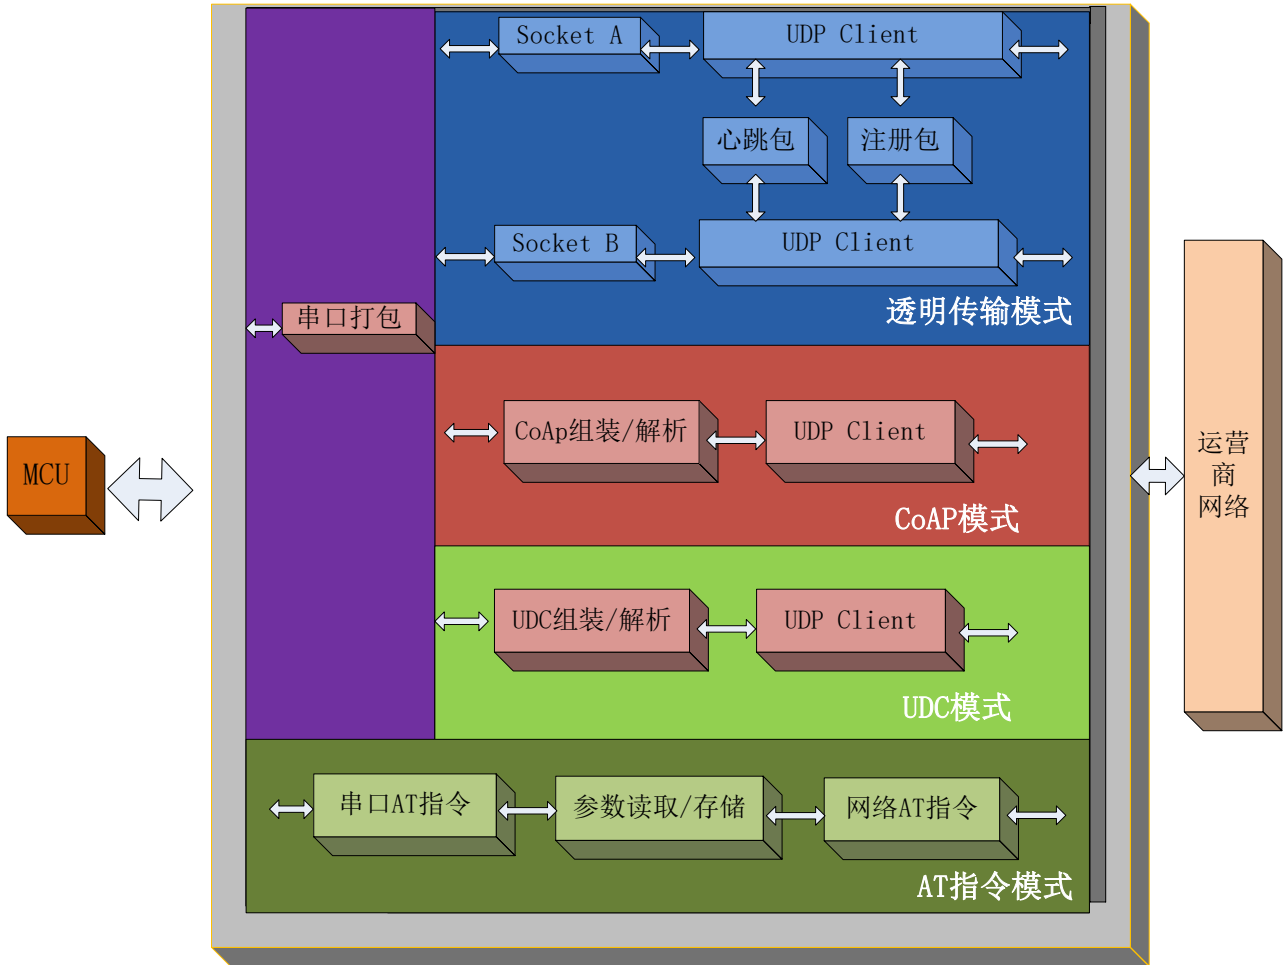 Socket A
UDP Client
心跳包
注册包
Socket B
UDP Client
透明传输模式
串口打包
CoAp组装/解析
UDP Client
CoAP模式
MCU
运营
商
网络
UDC组装/解析
UDP Client
UDC模式
串口AT指令
参数读取/存储
网络AT指令
AT指令模式